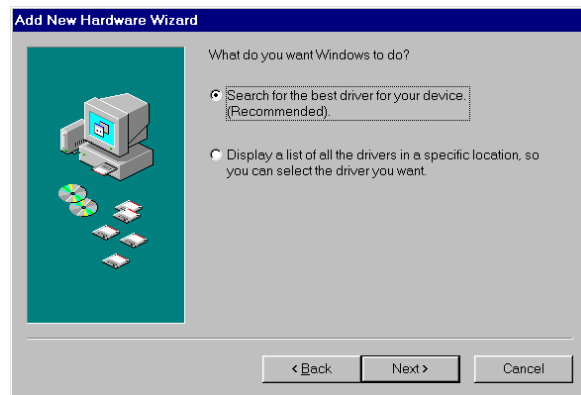 Add New Hardware Wizard
What do you want Windows to do?
Search for the best driver for your device.
(Recommended).
Display a list of all the drivers in a specific location, so
you can select the driver you want.
< Back
Next >
Cancel